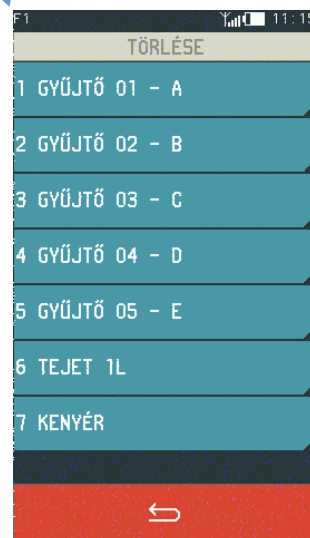 F1 11:15
TÖRLÉSE
1 GYŰJTŐ 01 - A
2 GYŰJTŐ 02 - B
3 GYŰJTŐ 03 - C
4 GYŰJTŐ 04 - D
5 GYŰJTŐ 05 - E
6 TEJET 1L
7 KENYÉR